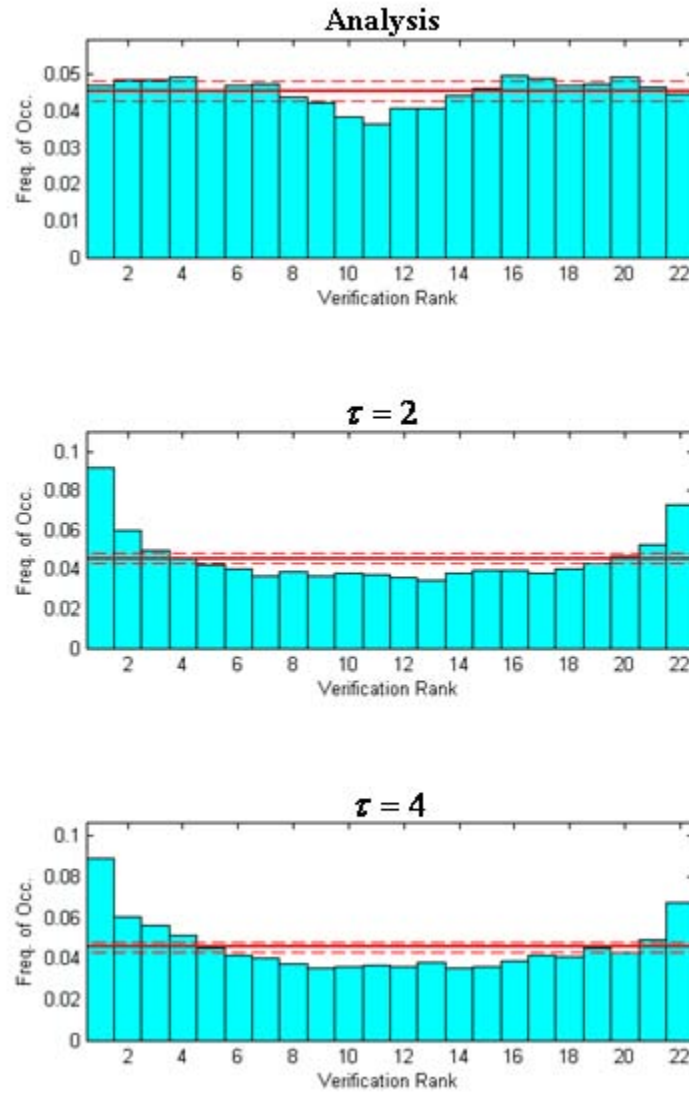 Analysis
0.05
0.04
0.03
0.02
0.01
0
Freq. of Occ.
2 4 6 8 10 12 14 16 18 20 22
Verification Rank
τ = 2
0.1
0.08
0.06
0.04
0.02
0
Freq. of Occ.
2 4 6 8 10 12 14 16 18 20 22
Verification Rank
τ = 4
0.1
0.08
0.06
0.04
0.02
0
Freq. of Occ.
2 4 6 8 10 12 14 16 18 20 22
Verification Rank